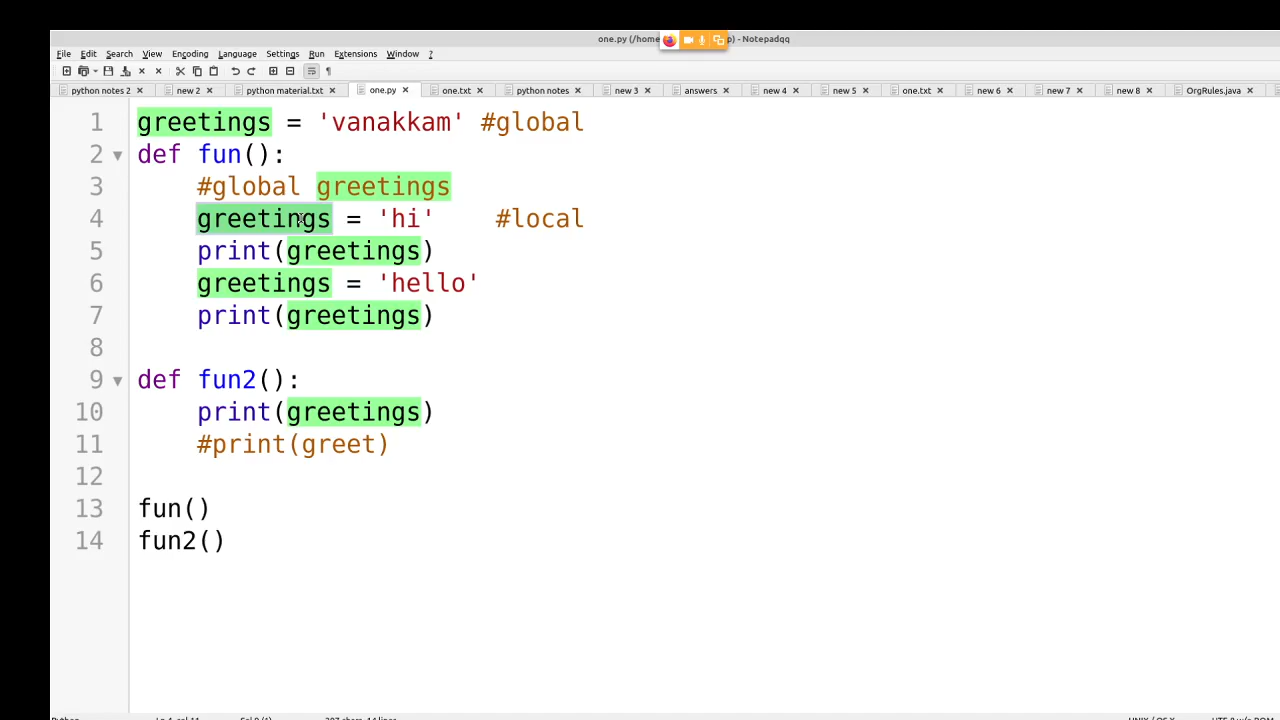 one.py (/home p) - Notepadqq
File Edit Search View Encoding Language Settings Run Extensions Window ?
python notes 2 new 2 python material.txt one.py one.txt python notes new 3 answers new 4 new 5 one.txt new 6 new 7 new 8 OrgRules.java
1 greetings = 'vanakkam' #global
2 def fun():
3 #global greetings
4 greetings = 'hi' #local
5 print(greetings)
6 greetings = 'hello'
7 print(greetings)
8
9 def fun2():
10 print(greetings)
11 #print(greet)
12
13 fun()
14 fun2()